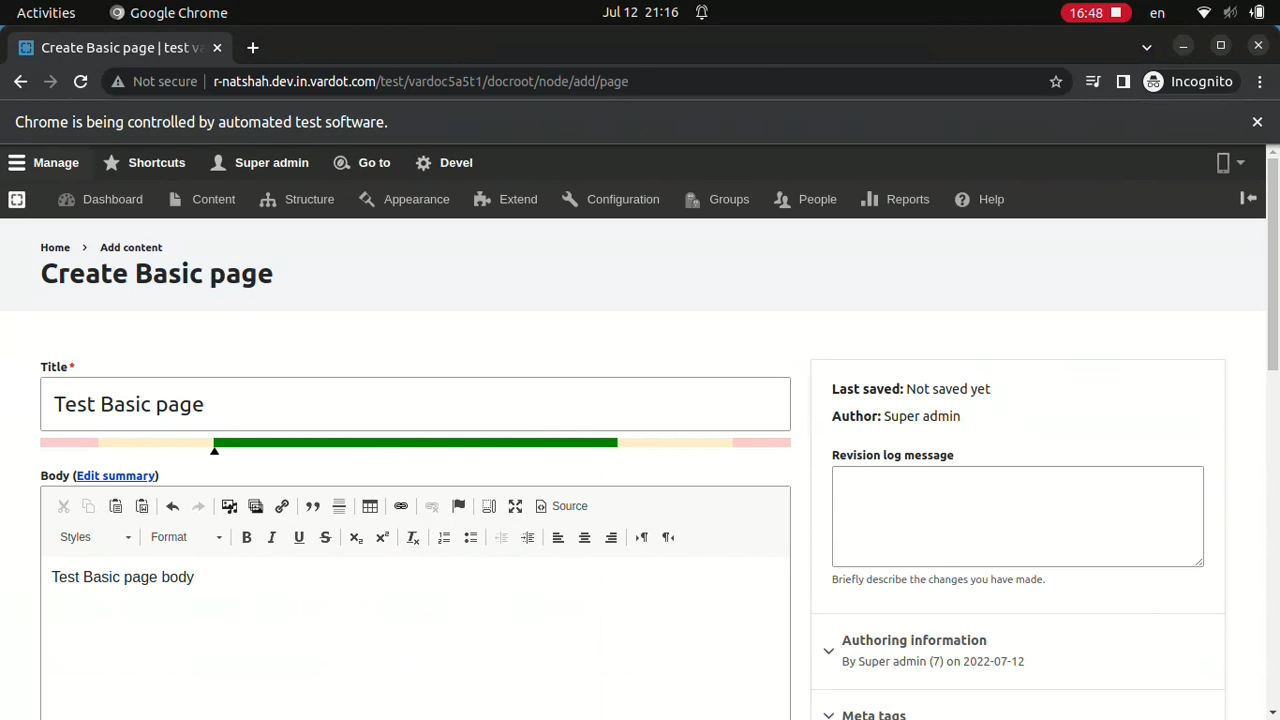 Activities Google Chrome Jul 12 21:16 16:48 en
Create Basic page | test va
Not secure r-natshah.dev.in.vardot.com/test/vardoc5a5t1/docroot/node/add/page Incognito
Chrome is being controlled by automated test software.
Manage Shortcuts Super admin Go to Devel
Dashboard Content Structure Appearance Extend Configuration Groups People Reports Help
Home Add content
Create Basic page
Title*
Test Basic page
Body (Edit summary)
Source
Styles Format B I U S x₂ x² Tx
Test Basic page body
Last saved: Not saved yet
Author: Super admin
Revision log message
Briefly describe the changes you have made.
Authoring information
By Super admin (7) on 2022-07-12
Meta tags